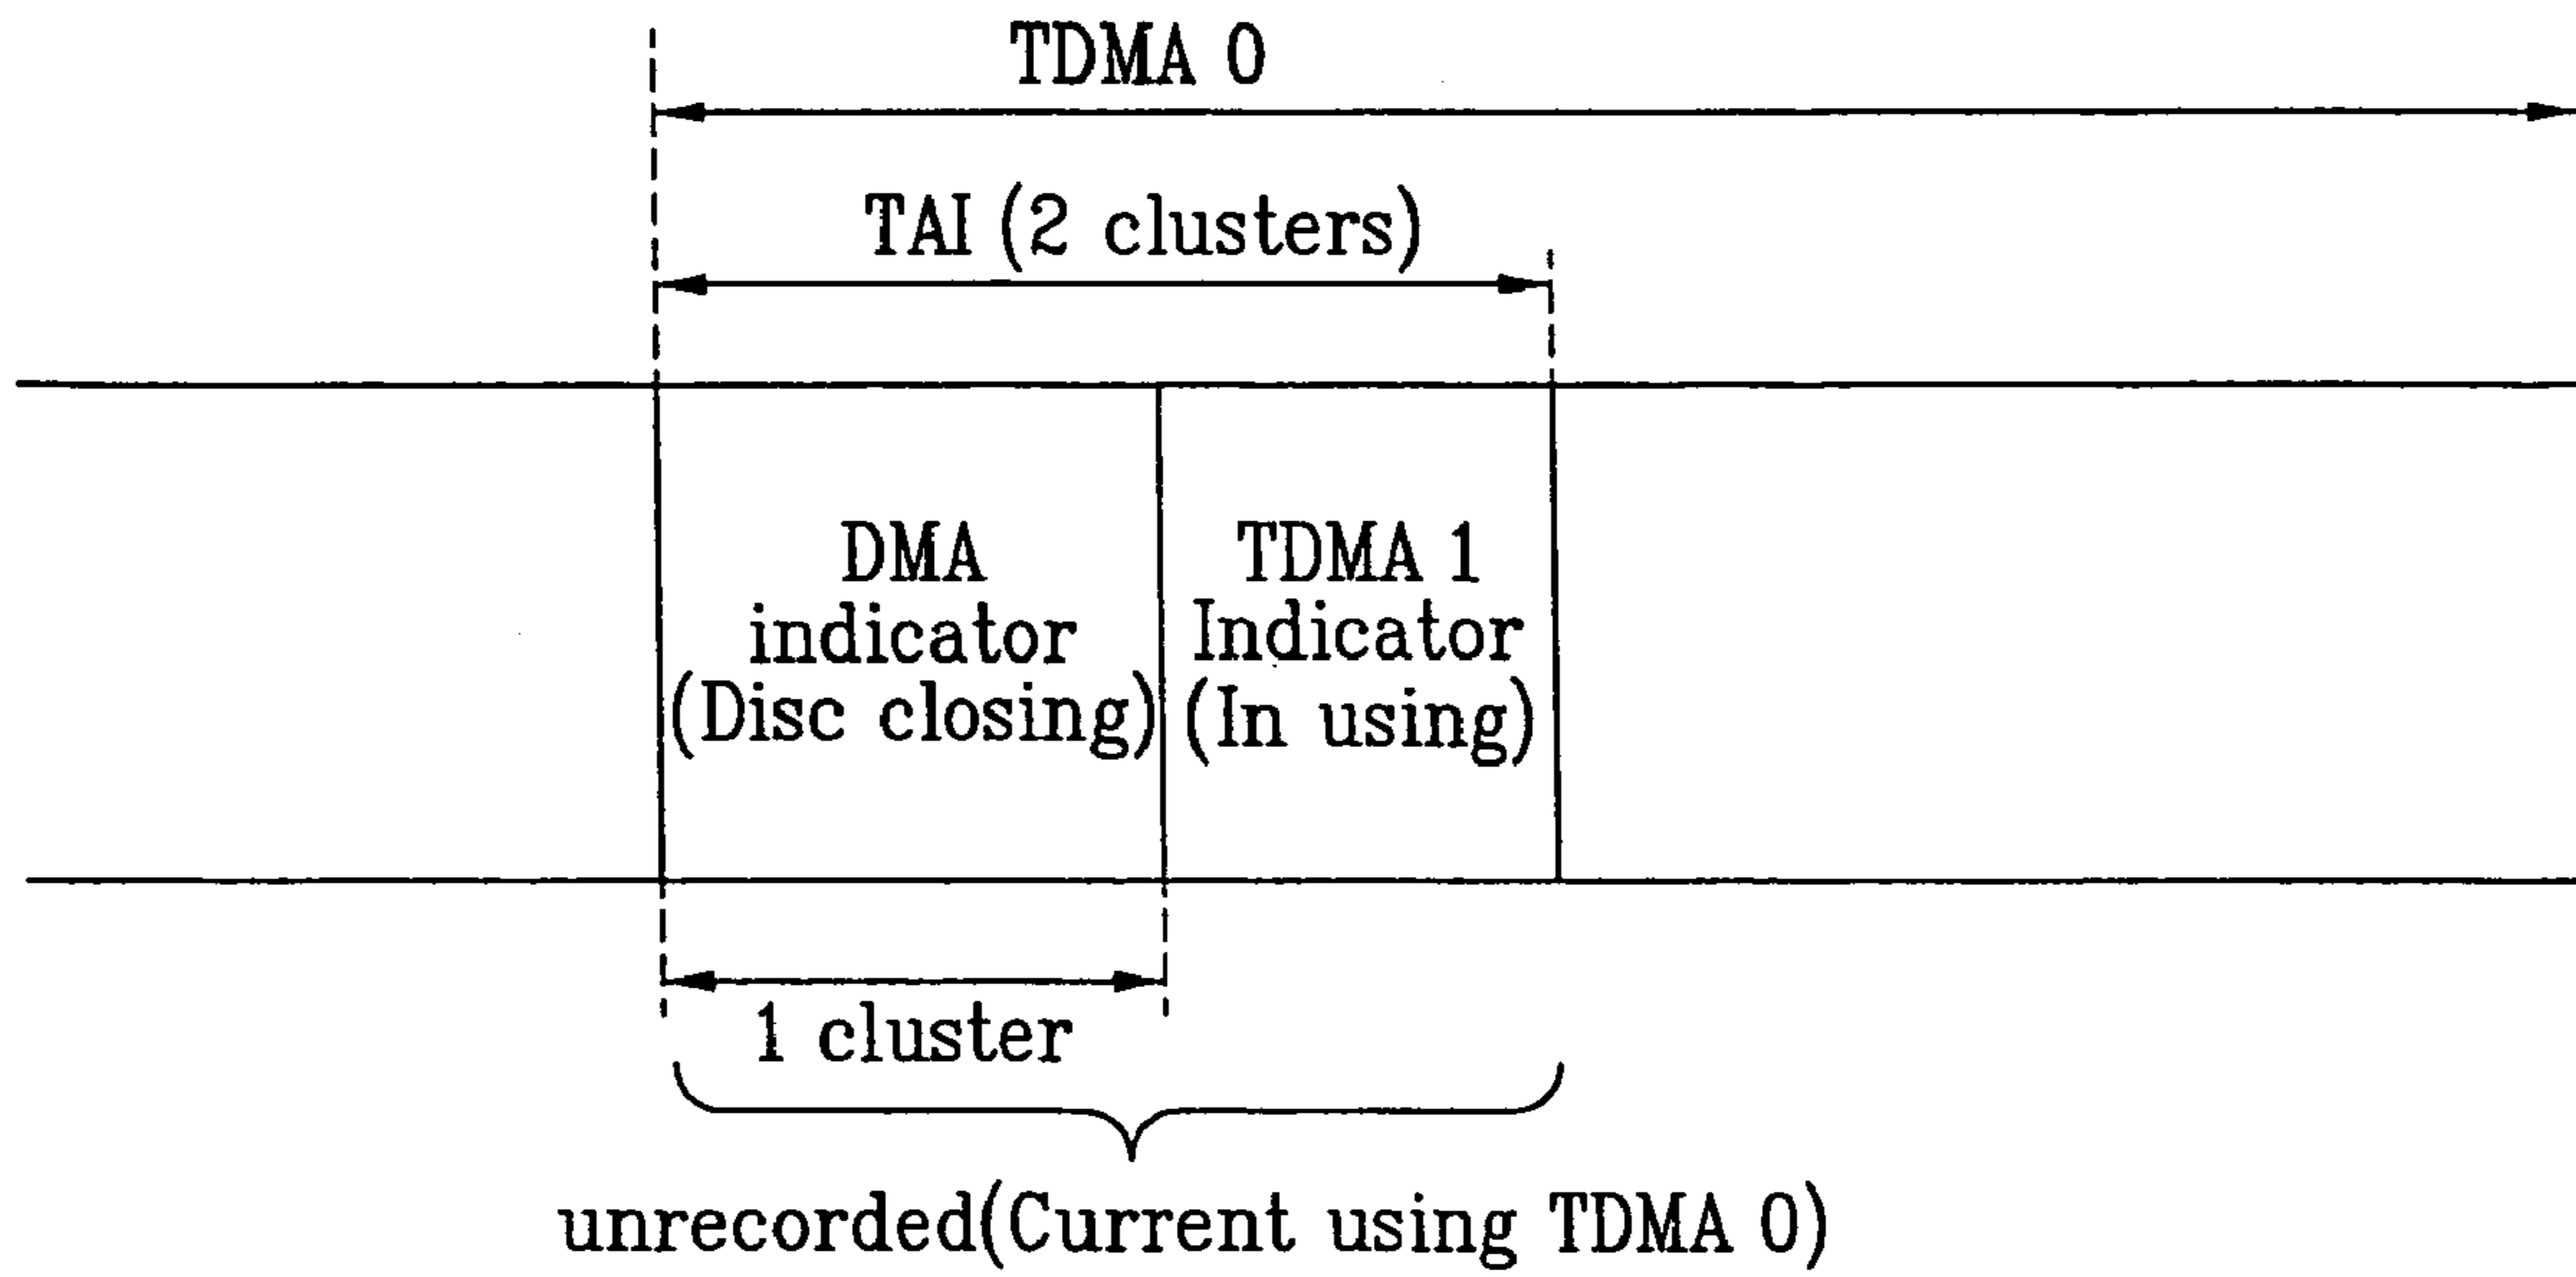 TDMA 0
TAI (2 clusters)
DMA
indicator
(Disc closing)
TDMA 1
Indicator
(In using)
1 cluster
unrecorded(Current using TDMA 0)